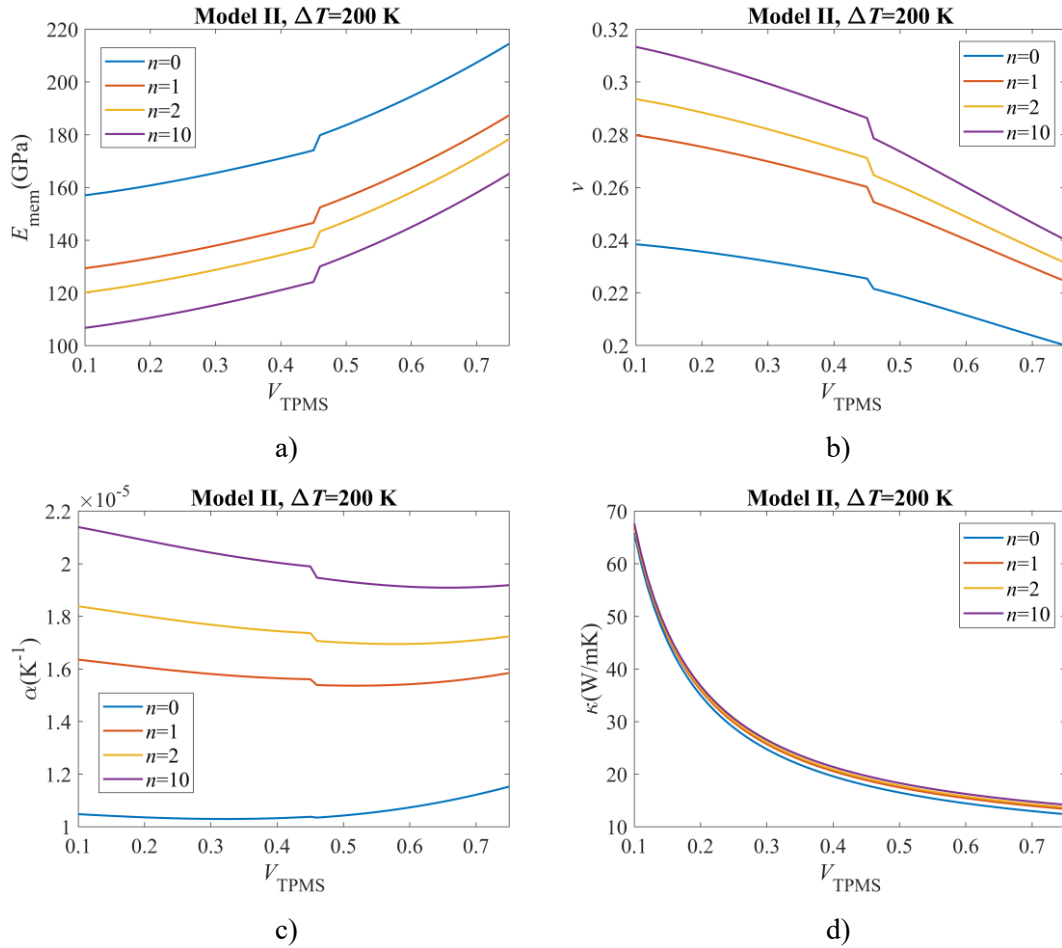 Model II, ΔT=200 K
220
200
180
160
140
120
100
E_mem(GPa)
n=0
n=1
n=2
n=10
0.1 0.2 0.3 0.4 0.5 0.6 0.7
V_TPMS
a)
Model II, ΔT=200 K
0.32
0.3
0.28
0.26
0.24
0.22
0.2
ν
n=0
n=1
n=2
n=10
0.1 0.2 0.3 0.4 0.5 0.6 0.7
V_TPMS
b)
×10^-5
Model II, ΔT=200 K
2.2
2
1.8
1.6
1.4
1.2
1
α(K^-1)
n=0
n=1
n=2
n=10
0.1 0.2 0.3 0.4 0.5 0.6 0.7
V_TPMS
c)
Model II, ΔT=200 K
70
60
50
40
30
20
10
κ(W/mK)
n=0
n=1
n=2
n=10
0.1 0.2 0.3 0.4 0.5 0.6 0.7
V_TPMS
d)